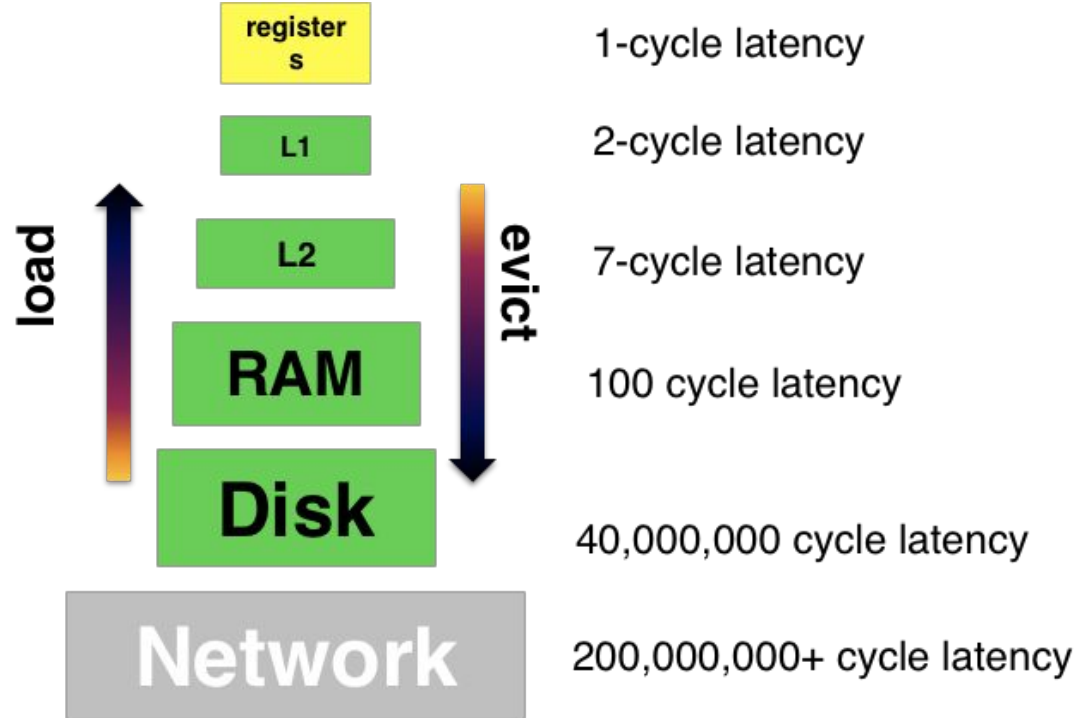 register
s
1-cycle latency
L1
2-cycle latency
load
evict
L2
7-cycle latency
RAM
100 cycle latency
Disk
40,000,000 cycle latency
Network
200,000,000+ cycle latency